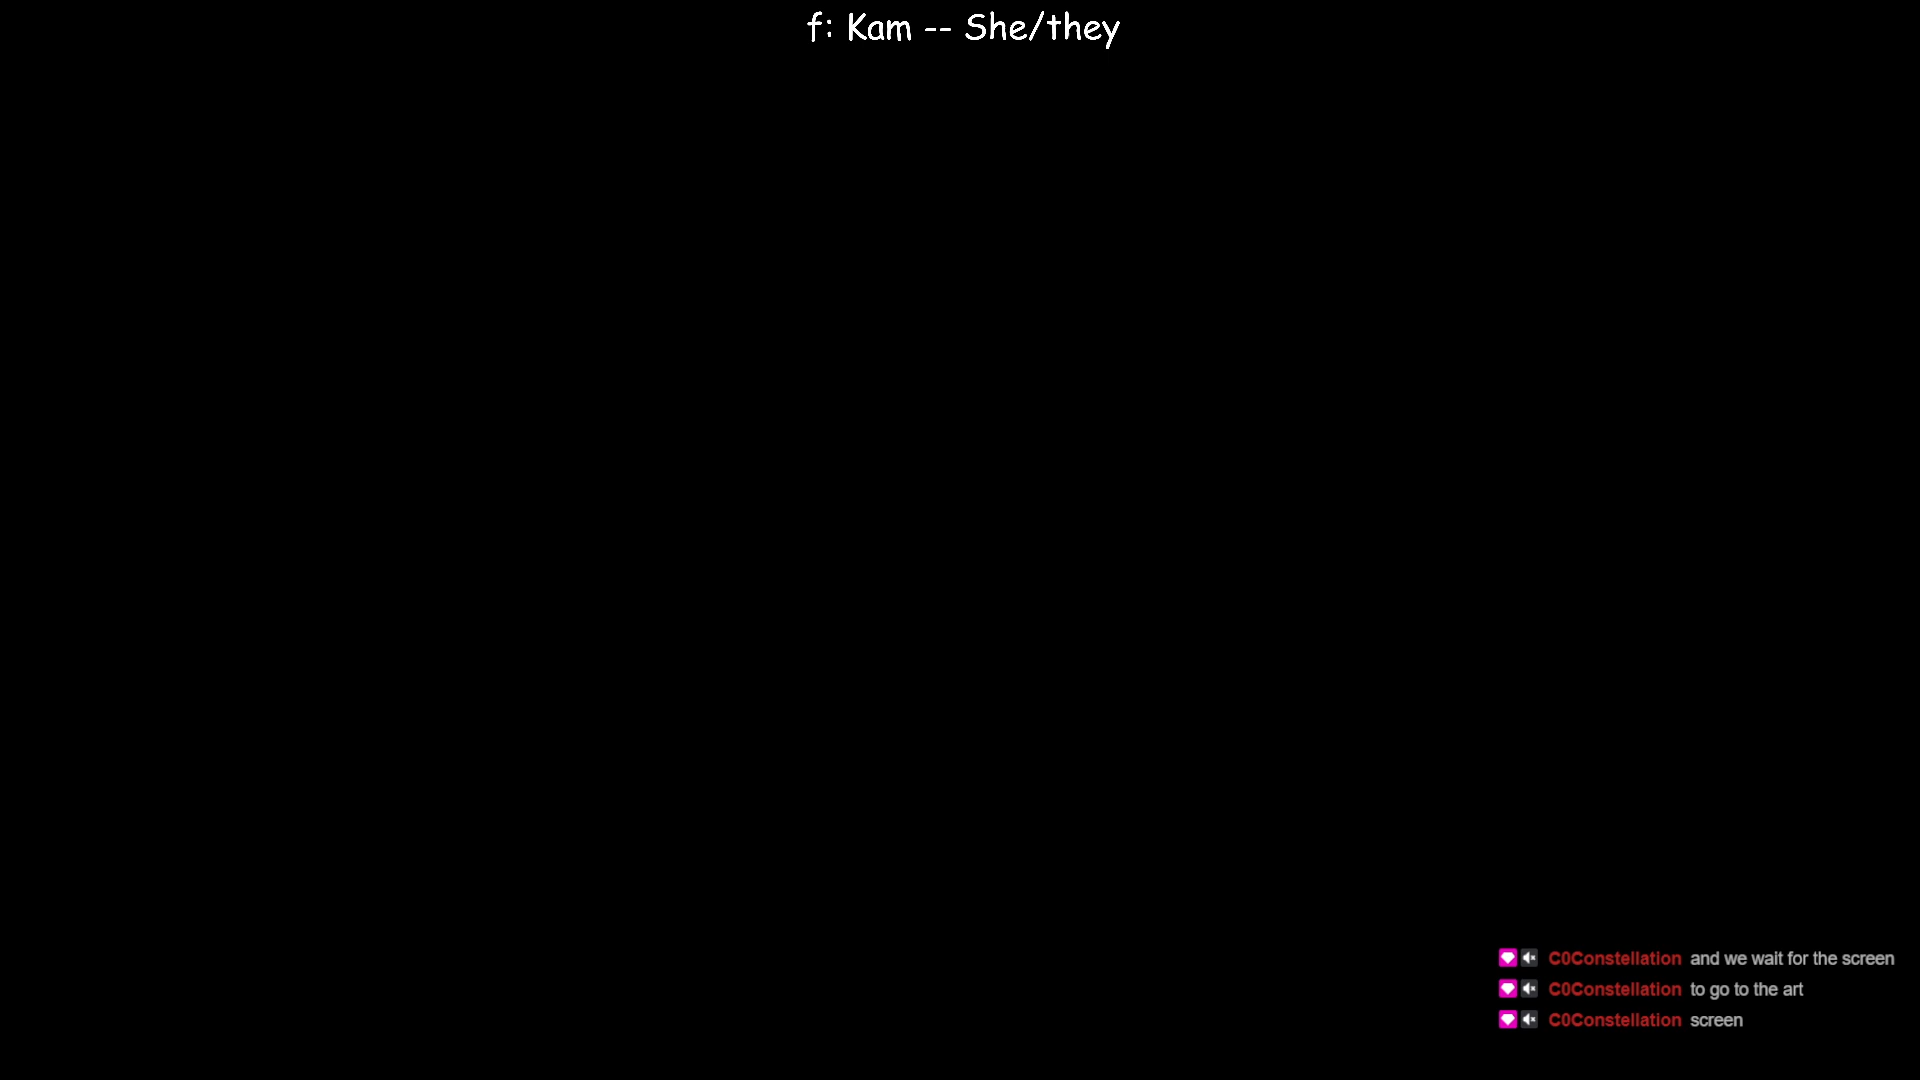 f: Kam -- She/they
C0Constellation and we wait for the screen
C0Constellation to go to the art
C0Constellation screen